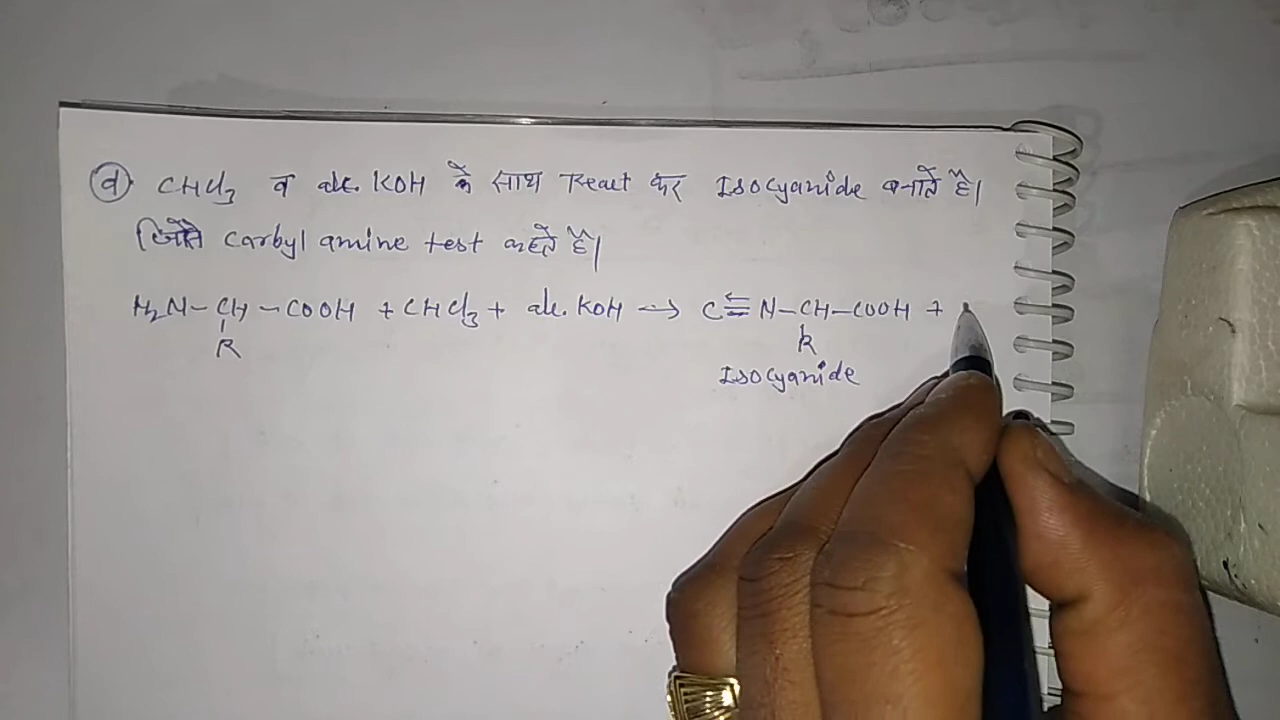 (d) CHCl3 व alc. KOH के साथ React कर Isocyanide बनाते है।
जिसे Carbyl amine test कहते है।
H2N-CH-COOH + CHCl3 + alc. KOH → C≡N-CH-COOH +
R
R
Isocyanide